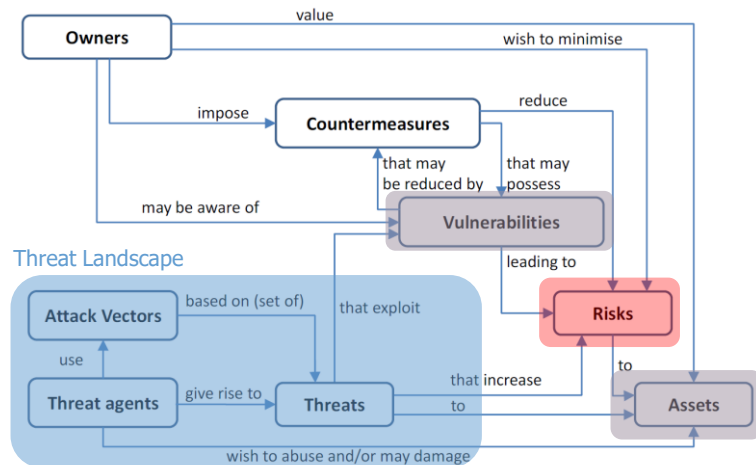 value
Owners
wish to minimise
impose
reduce
Countermeasures
that may
be reduced by
that may
possess
may be aware of
Vulnerabilities
Threat Landscape
leading to
Attack Vectors
based on (set of)
that exploit
Risks
use
to
Threat agents
give rise to
Threats
that increase
to
Assets
wish to abuse and/or may damage